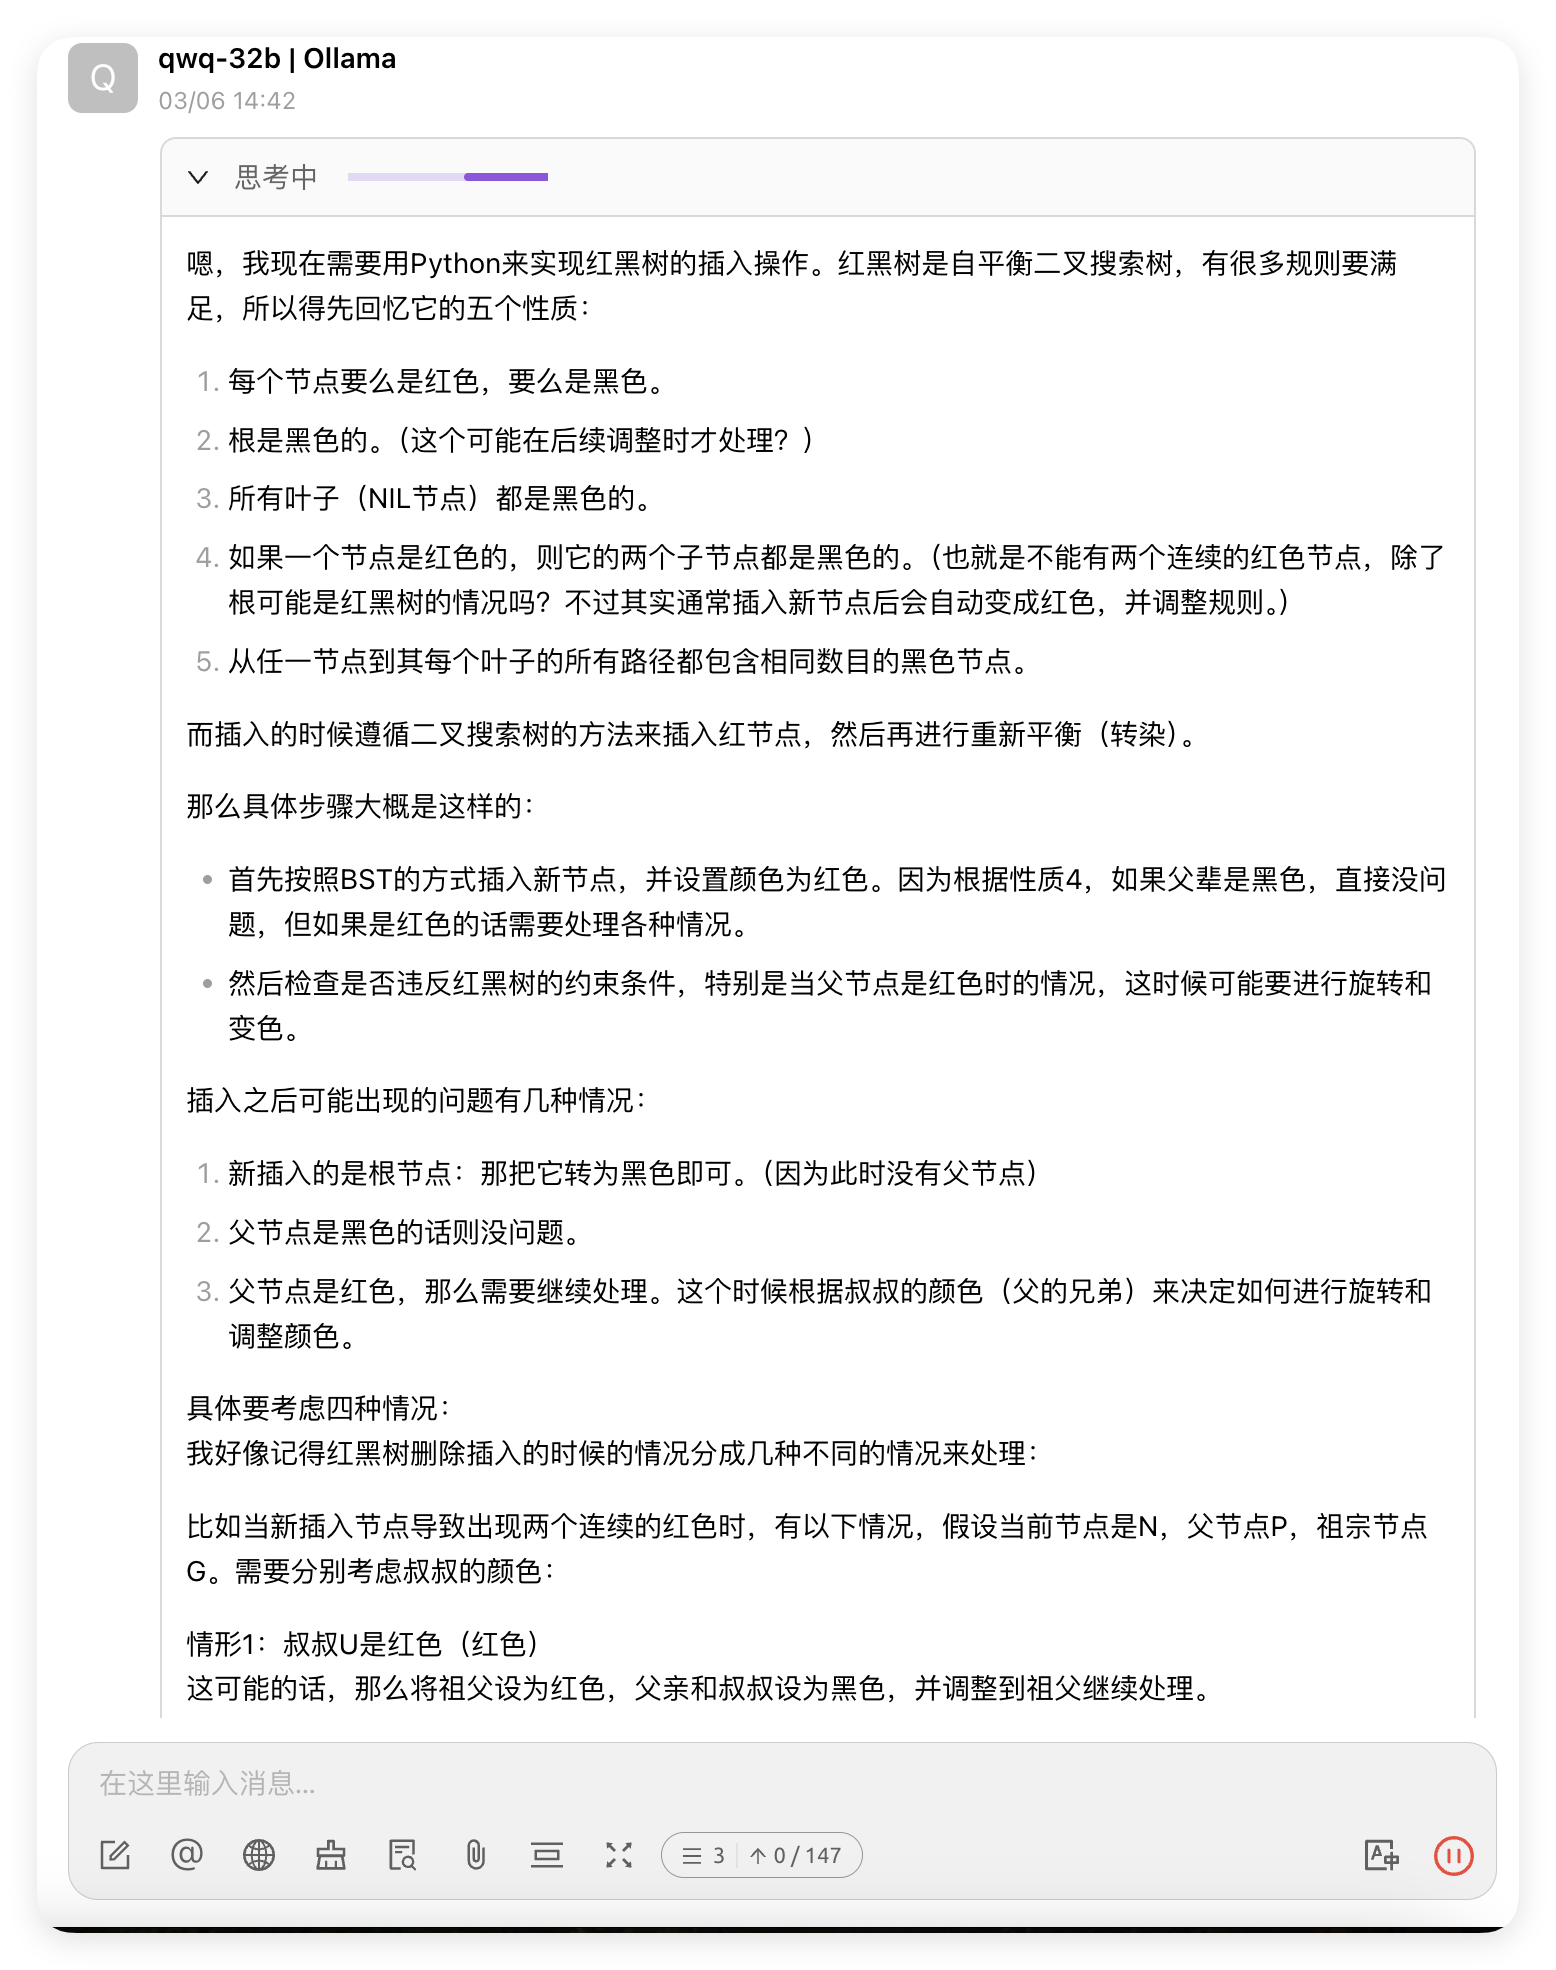 Q
qwq-32b | Ollama
03/06 14:42
思考中
嗯，我现在需要用Python来实现红黑树的插入操作。红黑树是自平衡二叉搜索树，有很多规则要满
足，所以得先回忆它的五个性质：
1. 每个节点要么是红色，要么是黑色。
2. 根是黑色的。（这个可能在后续调整时才处理？）
3. 所有叶子（NIL节点）都是黑色的。
4. 如果一个节点是红色的，则它的两个子节点都是黑色的。（也就是不能有两个连续的红色节点，除了
根可能是红黑树的情况吗？不过其实通常插入新节点后会自动变成红色，并调整规则。）
5. 从任一节点到其每个叶子的所有路径都包含相同数目的黑色节点。
而插入的时候遵循二叉搜索树的方法来插入红节点，然后再进行重新平衡（转染）。
那么具体步骤大概是这样的：
• 首先按照BST的方式插入新节点，并设置颜色为红色。因为根据性质4，如果父辈是黑色，直接没问
题，但如果是红色的话需要处理各种情况。
• 然后检查是否违反红黑树的约束条件，特别是当父节点是红色时的情况，这时候可能要进行旋转和
变色。
插入之后可能出现的问题有几种情况：
1. 新插入的是根节点：那把它转为黑色即可。（因为此时没有父节点）
2. 父节点是黑色的话则没问题。
3. 父节点是红色，那么需要继续处理。这个时候根据叔叔的颜色（父的兄弟）来决定如何进行旋转和
调整颜色。
具体要考虑四种情况：
我好像记得红黑树删除插入的时候的情况分成几种不同的情况来处理：
比如当新插入节点导致出现两个连续的红色时，有以下情况，假设当前节点是N，父节点P，祖宗节点
G。需要分别考虑叔叔的颜色：
情形1：叔叔U是红色（红色）
这可能的话，那么将祖父设为红色，父亲和叔叔设为黑色，并调整到祖父继续处理。
在这里输入消息...
3 ↑ 0 / 147